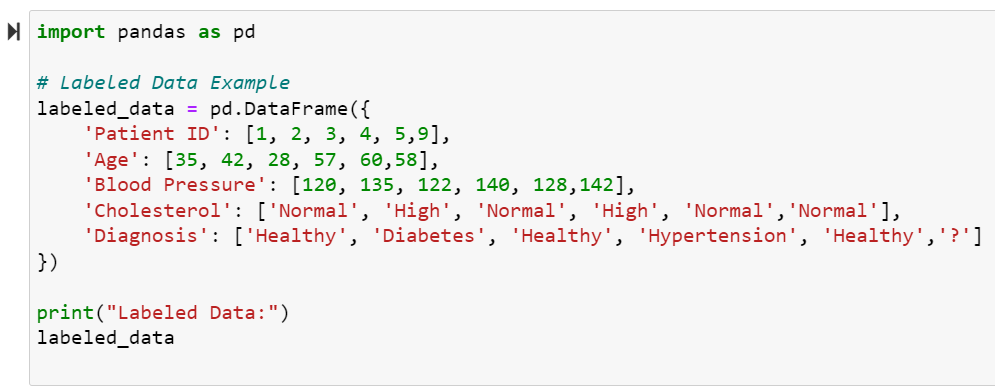 import pandas as pd
# Labeled Data Example
labeled_data = pd.DataFrame({
    'Patient ID': [1, 2, 3, 4, 5,9],
    'Age': [35, 42, 28, 57, 60,58],
    'Blood Pressure': [120, 135, 122, 140, 128,142],
    'Cholesterol': ['Normal', 'High', 'Normal', 'High', 'Normal','Normal'],
    'Diagnosis': ['Healthy', 'Diabetes', 'Healthy', 'Hypertension', 'Healthy','?']
})
print("Labeled Data:")
labeled_data